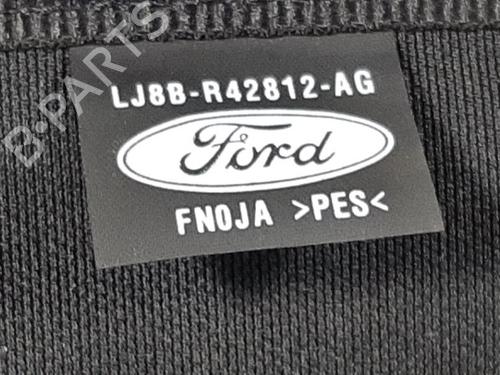 B-PARTS
LJ8B-R42812-AG
Ford
FN0JA >PES<